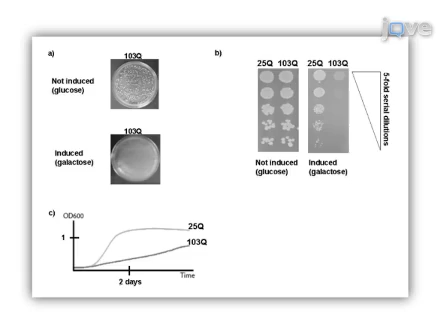 jove
a)
103Q
Not induced
(glucose)
103Q
Induced
(galactose)
b)
25Q 103Q 25Q 103Q
5-fold serial dilutions
Not induced
(glucose)
Induced
(galactose)
c)
OD600
1
25Q
103Q
Time
2 days